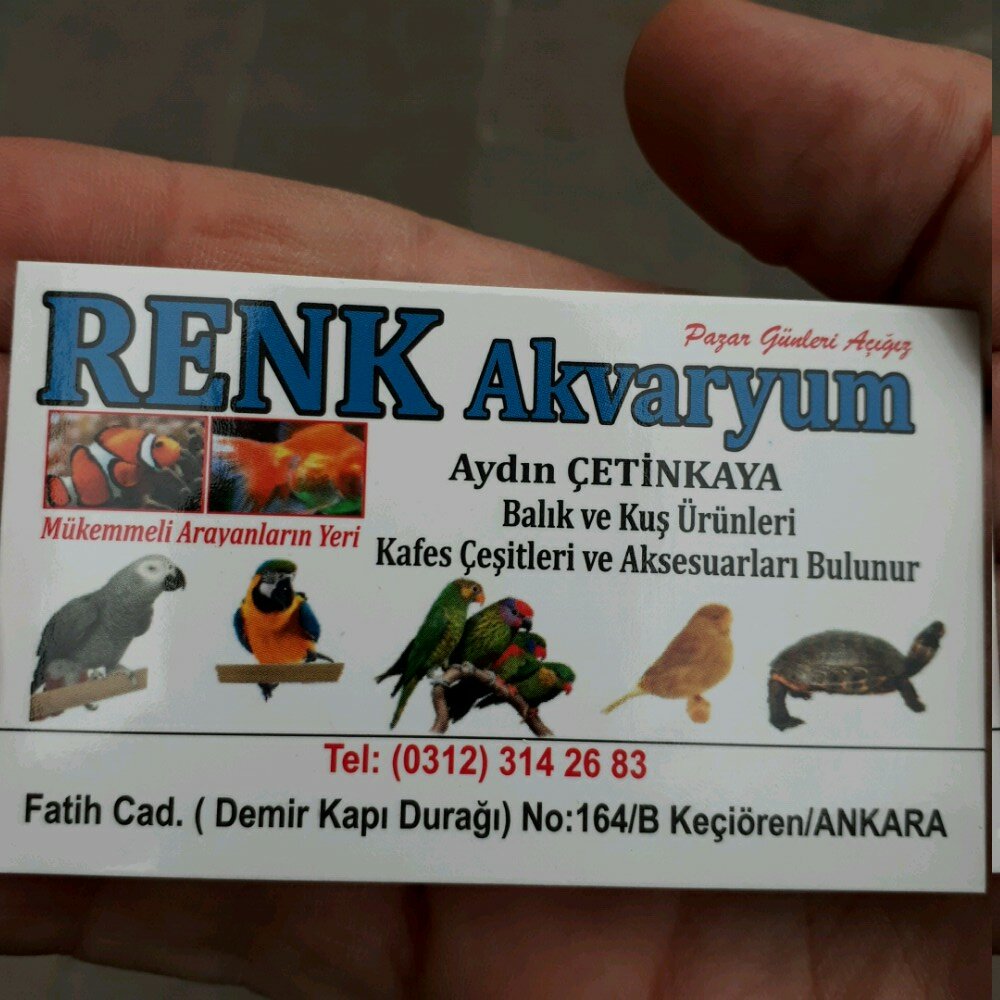 Pazar Günleri Açığız
RENK Akvaryum
Aydın ÇETİNKAYA
Balık ve Kuş Ürünleri
Mükemmeli Arayanların Yeri
Kafes Çeşitleri ve Aksesuarları Bulunur
Tel: (0312) 314 26 83
Fatih Cad. ( Demir Kapı Durağı) No:164/B Keçiören/ANKARA